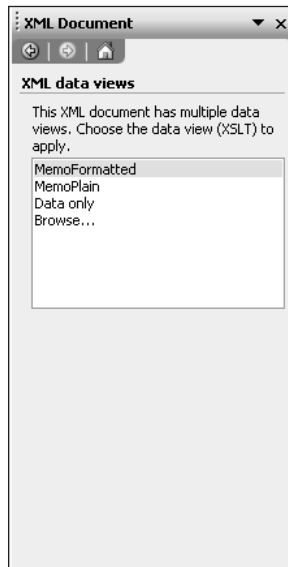 XML Document
XML data views
This XML document has multiple data
views. Choose the data view (XSLT) to
apply.
MemoFormatted
MemoPlain
Data only
Browse...